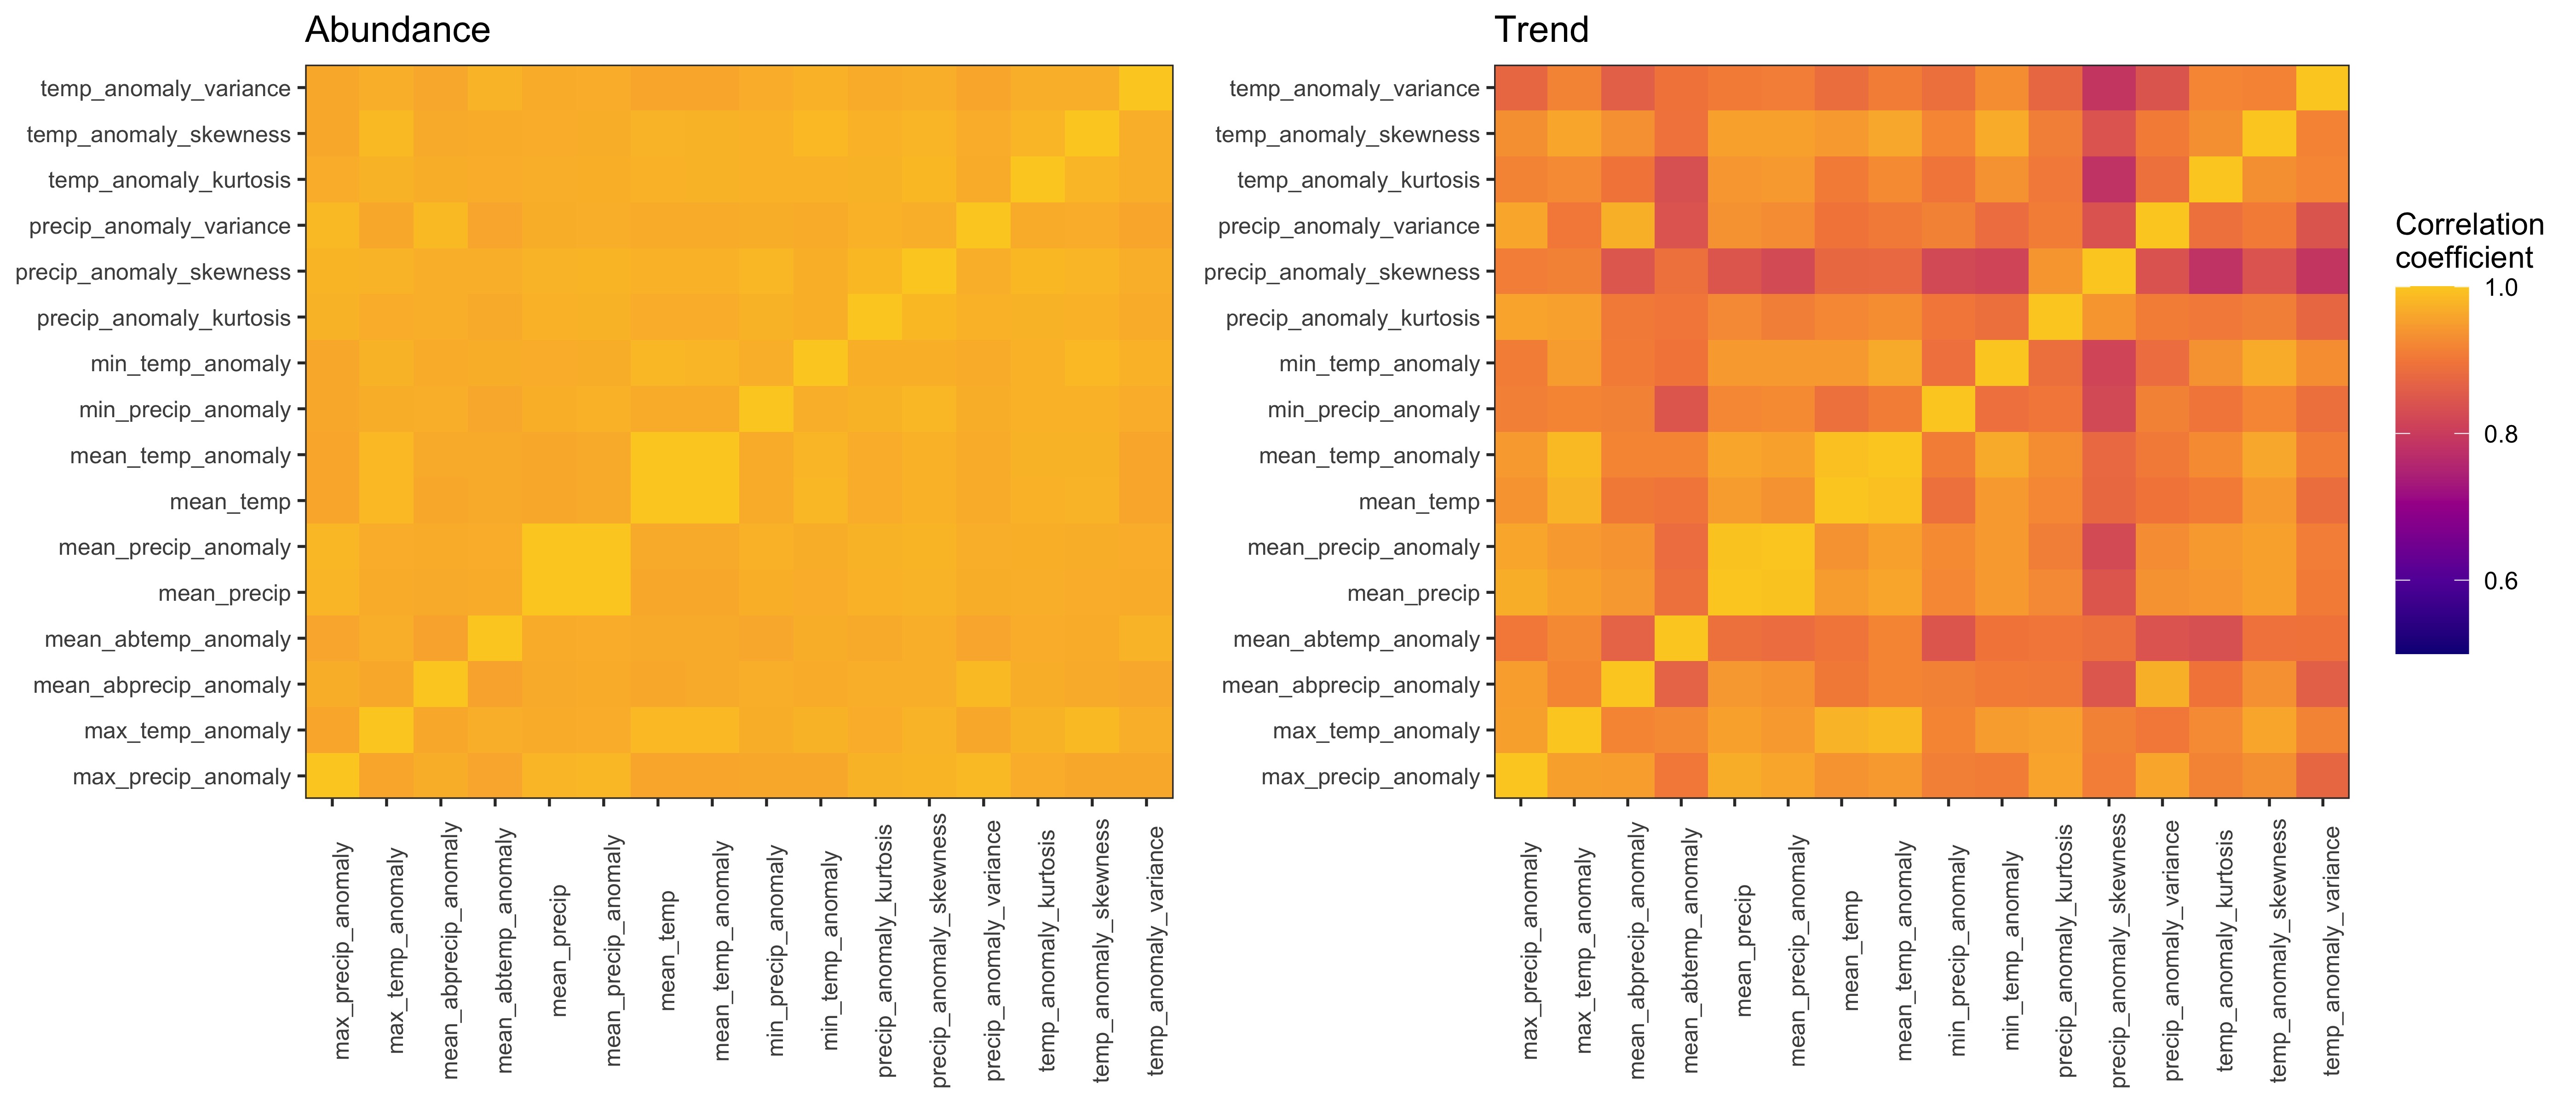 Abundance
temp_anomaly_variance
temp_anomaly_skewness
temp_anomaly_kurtosis
precip_anomaly_variance
precip_anomaly_skewness
precip_anomaly_kurtosis
min_temp_anomaly
min_precip_anomaly
mean_temp_anomaly
mean_temp
mean_precip_anomaly
mean_precip
mean_abtemp_anomaly
mean_abprecip_anomaly
max_temp_anomaly
max_precip_anomaly
max_precip_anomaly
max_temp_anomaly
mean_abprecip_anomaly
mean_abtemp_anomaly
mean_precip
mean_precip_anomaly
mean_temp
mean_temp_anomaly
min_precip_anomaly
min_temp_anomaly
precip_anomaly_kurtosis
precip_anomaly_skewness
precip_anomaly_variance
temp_anomaly_kurtosis
temp_anomaly_skewness
temp_anomaly_variance
Trend
temp_anomaly_variance
temp_anomaly_skewness
temp_anomaly_kurtosis
precip_anomaly_variance
precip_anomaly_skewness
precip_anomaly_kurtosis
min_temp_anomaly
min_precip_anomaly
mean_temp_anomaly
mean_temp
mean_precip_anomaly
mean_precip
mean_abtemp_anomaly
mean_abprecip_anomaly
max_temp_anomaly
max_precip_anomaly
max_precip_anomaly
max_temp_anomaly
mean_abprecip_anomaly
mean_abtemp_anomaly
mean_precip
mean_precip_anomaly
mean_temp
mean_temp_anomaly
min_precip_anomaly
min_temp_anomaly
precip_anomaly_kurtosis
precip_anomaly_skewness
precip_anomaly_variance
temp_anomaly_kurtosis
temp_anomaly_skewness
temp_anomaly_variance
Correlation
coefficient
1.0
0.8
0.6